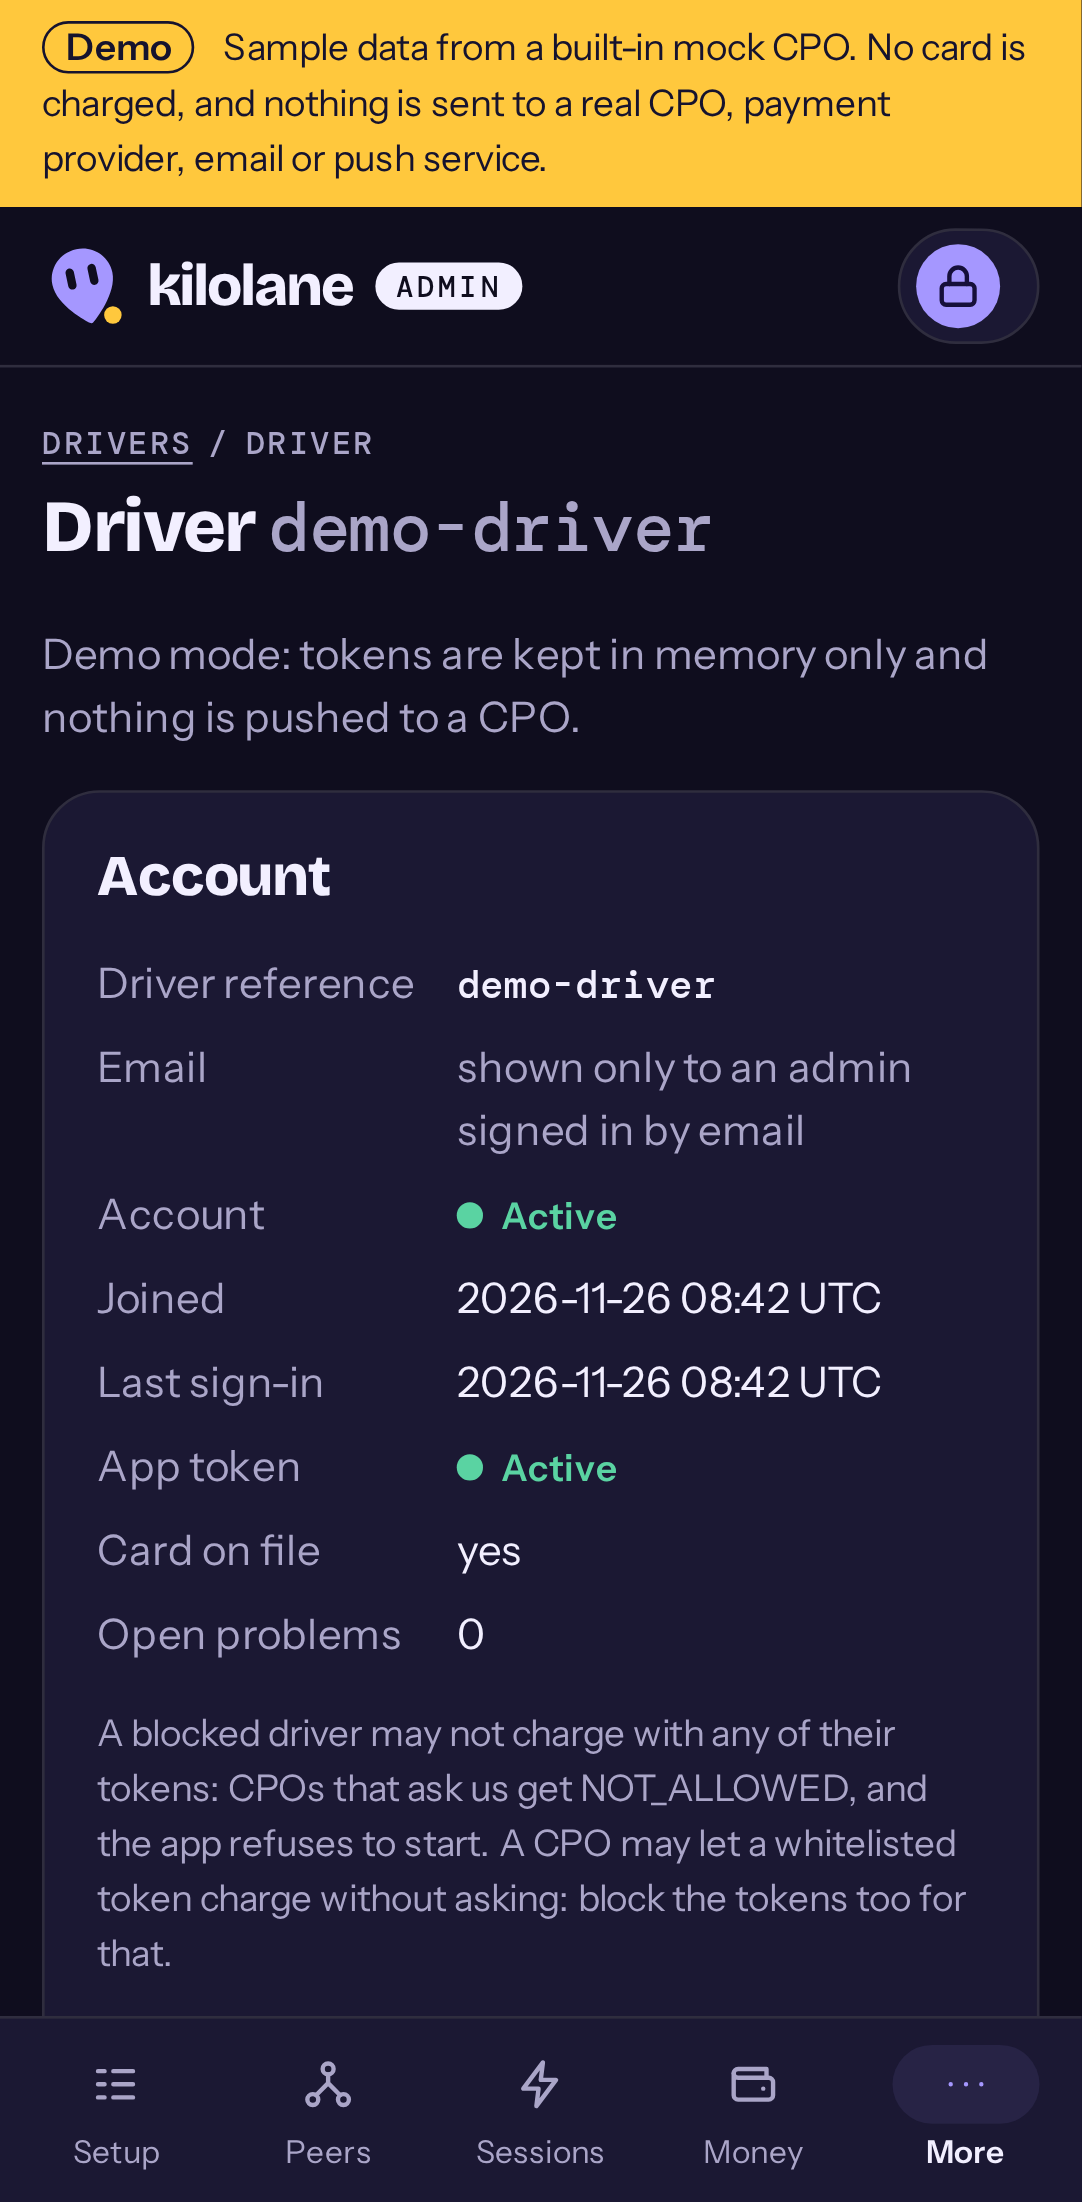 Demo Sample data from a built-in mock CPO. No card is
charged, and nothing is sent to a real CPO, payment
provider, email or push service.
kilolane ADMIN
DRIVERS / DRIVER
Driver demo-driver
Demo mode: tokens are kept in memory only and
nothing is pushed to a CPO.
Account
Driver reference demo-driver
Email shown only to an admin
signed in by email
Account Active
Joined 2026-11-26 08:42 UTC
Last sign-in 2026-11-26 08:42 UTC
App token Active
Card on file yes
Open problems 0
A blocked driver may not charge with any of their
tokens: CPOs that ask us get NOT_ALLOWED, and
the app refuses to start. A CPO may let a whitelisted
token charge without asking: block the tokens too for
that.
Setup Peers Sessions Money More